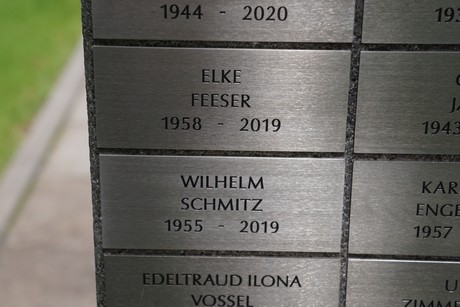 1944 - 2020
ELKE
FEESER
1958 - 2019
WILHELM
SCHMITZ
1955 - 2019
EDELTRAUD ILONA
VOSSEL
1943
1957